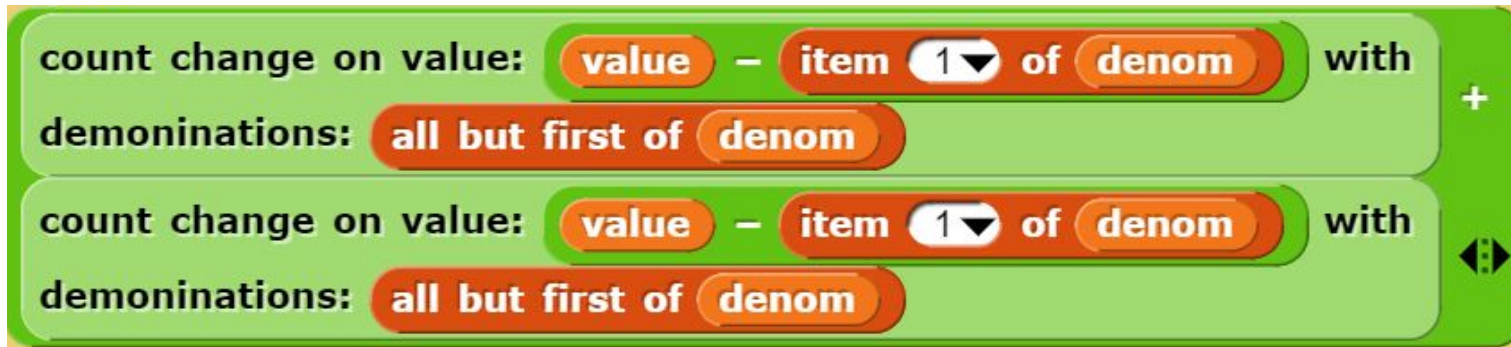 count change on value: value − item 1 of denom with
demoninations: all but first of denom
+
count change on value: value − item 1 of denom with
demoninations: all but first of denom